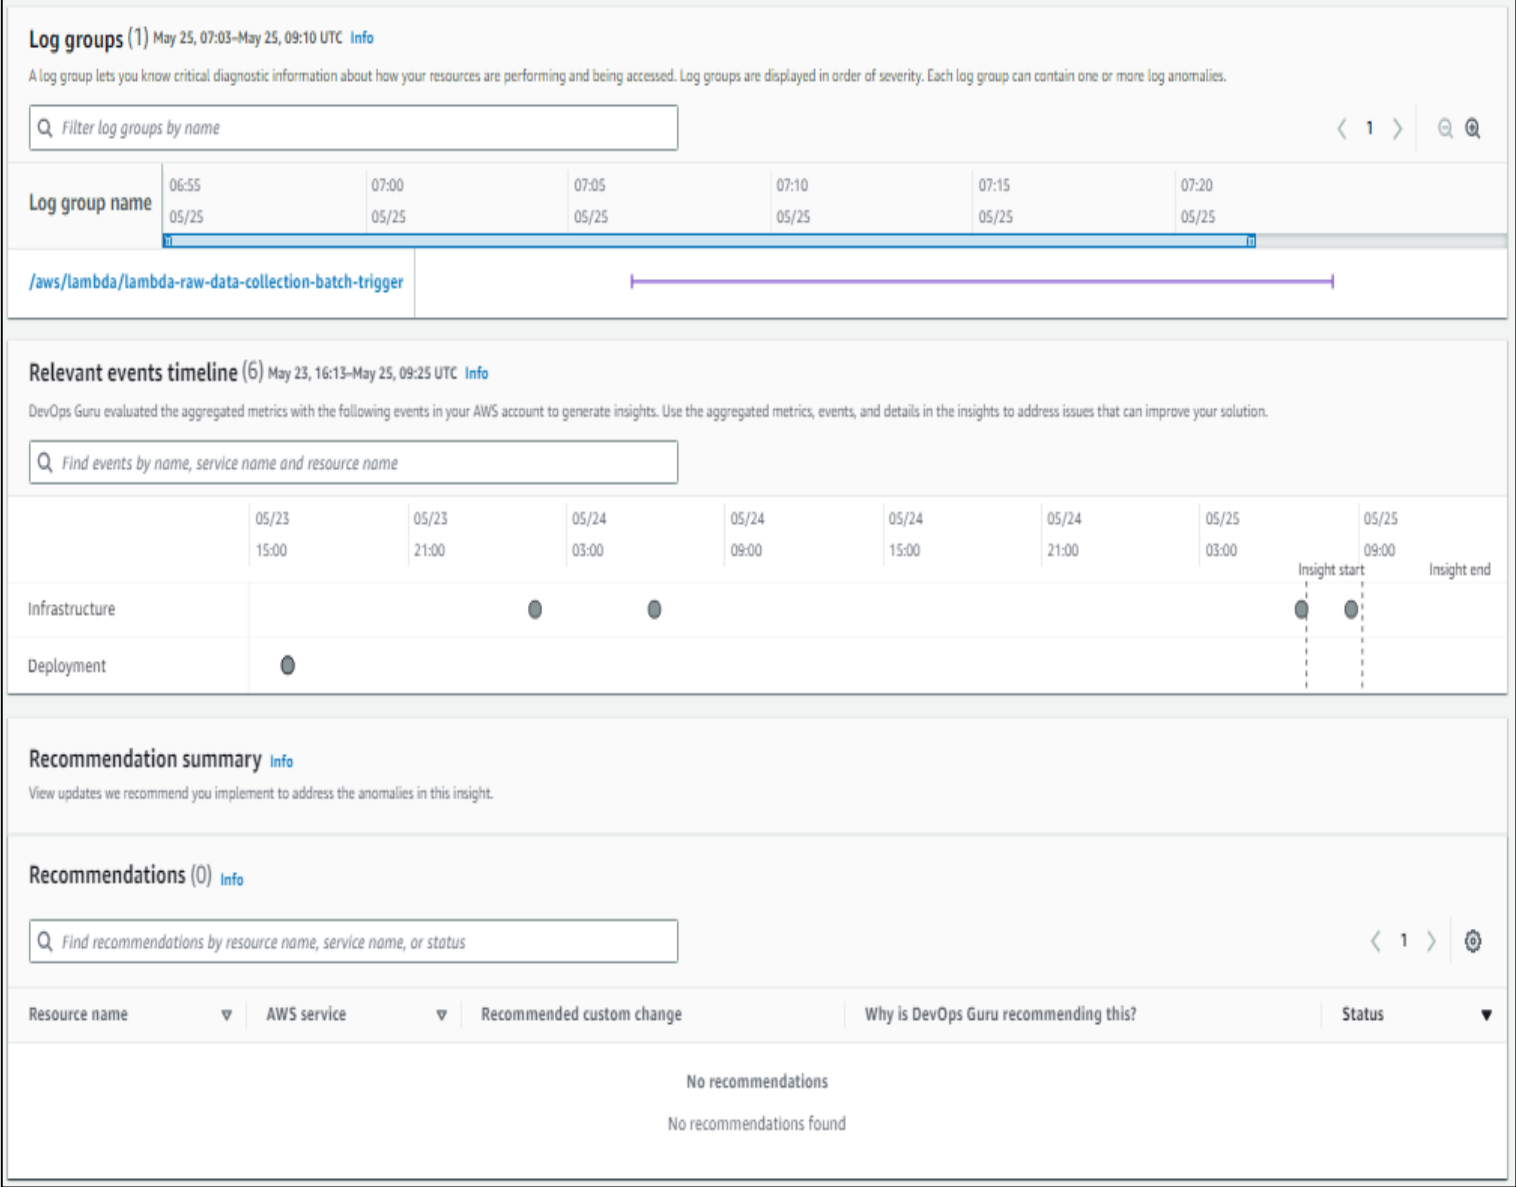 Log groups (1) May 25, 07:03–May 25, 09:10 UTC Info
A log group lets you know critical diagnostic information about how your resources are performing and being accessed. Log groups are displayed in order of severity. Each log group can contain one or more log anomalies.
Filter log groups by name
1
Log group name
06:55 07:00 07:05 07:10 07:15 07:20
05/25 05/25 05/25 05/25 05/25 05/25
/aws/lambda/lambda-raw-data-collection-batch-trigger
Relevant events timeline (6) May 23, 16:13–May 25, 09:25 UTC Info
DevOps Guru evaluated the aggregated metrics with the following events in your AWS account to generate insights. Use the aggregated metrics, events, and details in the insights to address issues that can improve your solution.
Find events by name, service name and resource name
05/23 05/23 05/24 05/24 05/24 05/24 05/25 05/25
15:00 21:00 03:00 09:00 15:00 21:00 03:00 09:00
Insight start Insight end
Infrastructure
Deployment
Recommendation summary Info
View updates we recommend you implement to address the anomalies in this insight.
Recommendations (0) Info
Find recommendations by resource name, service name, or status
1
Resource name AWS service Recommended custom change Why is DevOps Guru recommending this? Status
No recommendations
No recommendations found